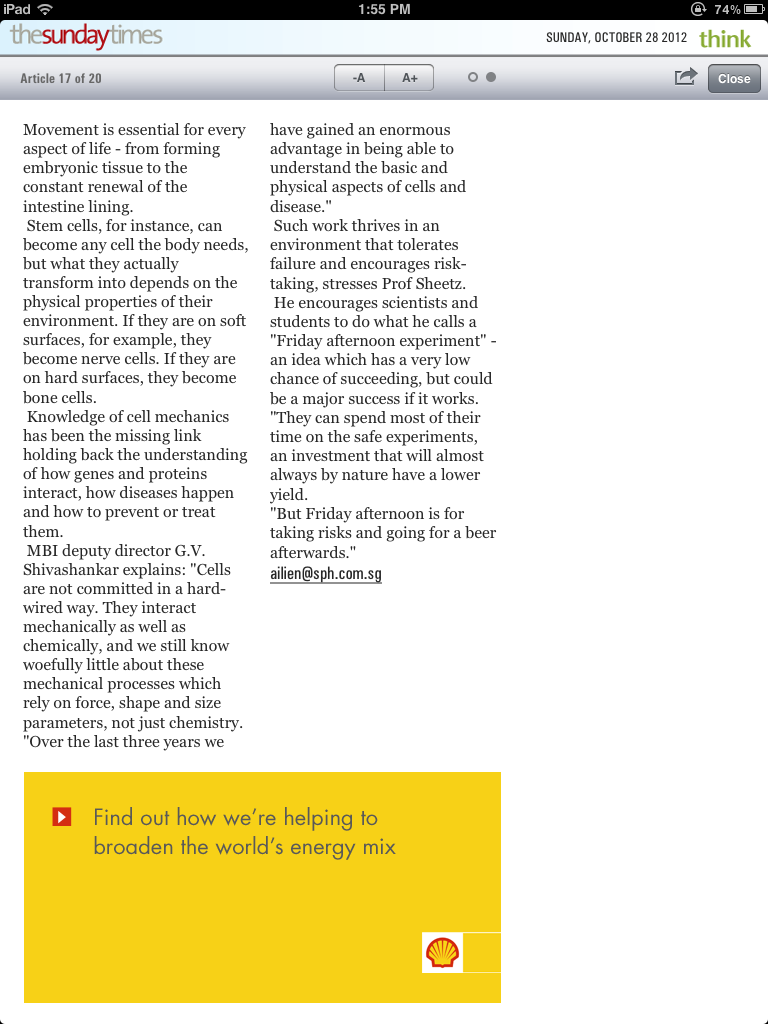 iPad
1:55 PM
74%
thesundaytimes
SUNDAY, OCTOBER 28 2012
think
Article 17 of 20
-A
A+
Close
Movement is essential for every
aspect of life - from forming
embryonic tissue to the
constant renewal of the
intestine lining.
Stem cells, for instance, can
become any cell the body needs,
but what they actually
transform into depends on the
physical properties of their
environment. If they are on soft
surfaces, for example, they
become nerve cells. If they are
on hard surfaces, they become
bone cells.
Knowledge of cell mechanics
has been the missing link
holding back the understanding
of how genes and proteins
interact, how diseases happen
and how to prevent or treat
them.
MBI deputy director G.V.
Shivashankar explains: "Cells
are not committed in a hard-
wired way. They interact
mechanically as well as
chemically, and we still know
woefully little about these
mechanical processes which
rely on force, shape and size
parameters, not just chemistry.
"Over the last three years we
have gained an enormous
advantage in being able to
understand the basic and
physical aspects of cells and
disease."
Such work thrives in an
environment that tolerates
failure and encourages risk-
taking, stresses Prof Sheetz.
He encourages scientists and
students to do what he calls a
"Friday afternoon experiment" -
an idea which has a very low
chance of succeeding, but could
be a major success if it works.
"They can spend most of their
time on the safe experiments,
an investment that will almost
always by nature have a lower
yield.
"But Friday afternoon is for
taking risks and going for a beer
afterwards."
ailien@sph.com.sg
Find out how we're helping to
broaden the world's energy mix